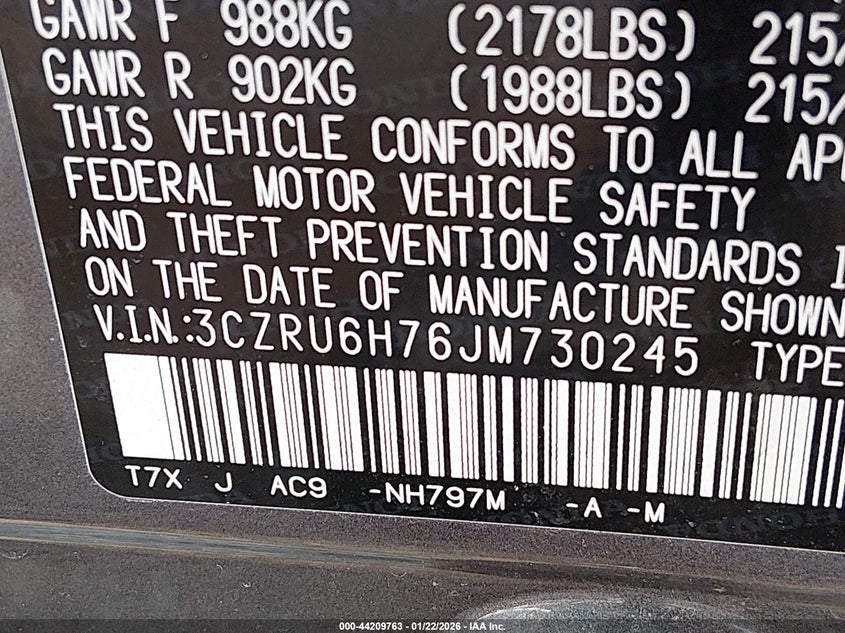 GAWR F 988KG (2178LBS) 215/
GAWR R 902KG (1988LBS) 215/
THIS VEHICLE CONFORMS TO ALL
FEDERAL MOTOR VEHICLE SAFETY
AND THEFT PREVENTION STANDARDS
ON THE DATE OF MANUFACTURE SHOWN
V.I.N.:3CZRU6H76JM730245 TYPE
T7X J AC9 -NH797M -A -M
000-44209763 - 01/22/2026 - IAA Inc.